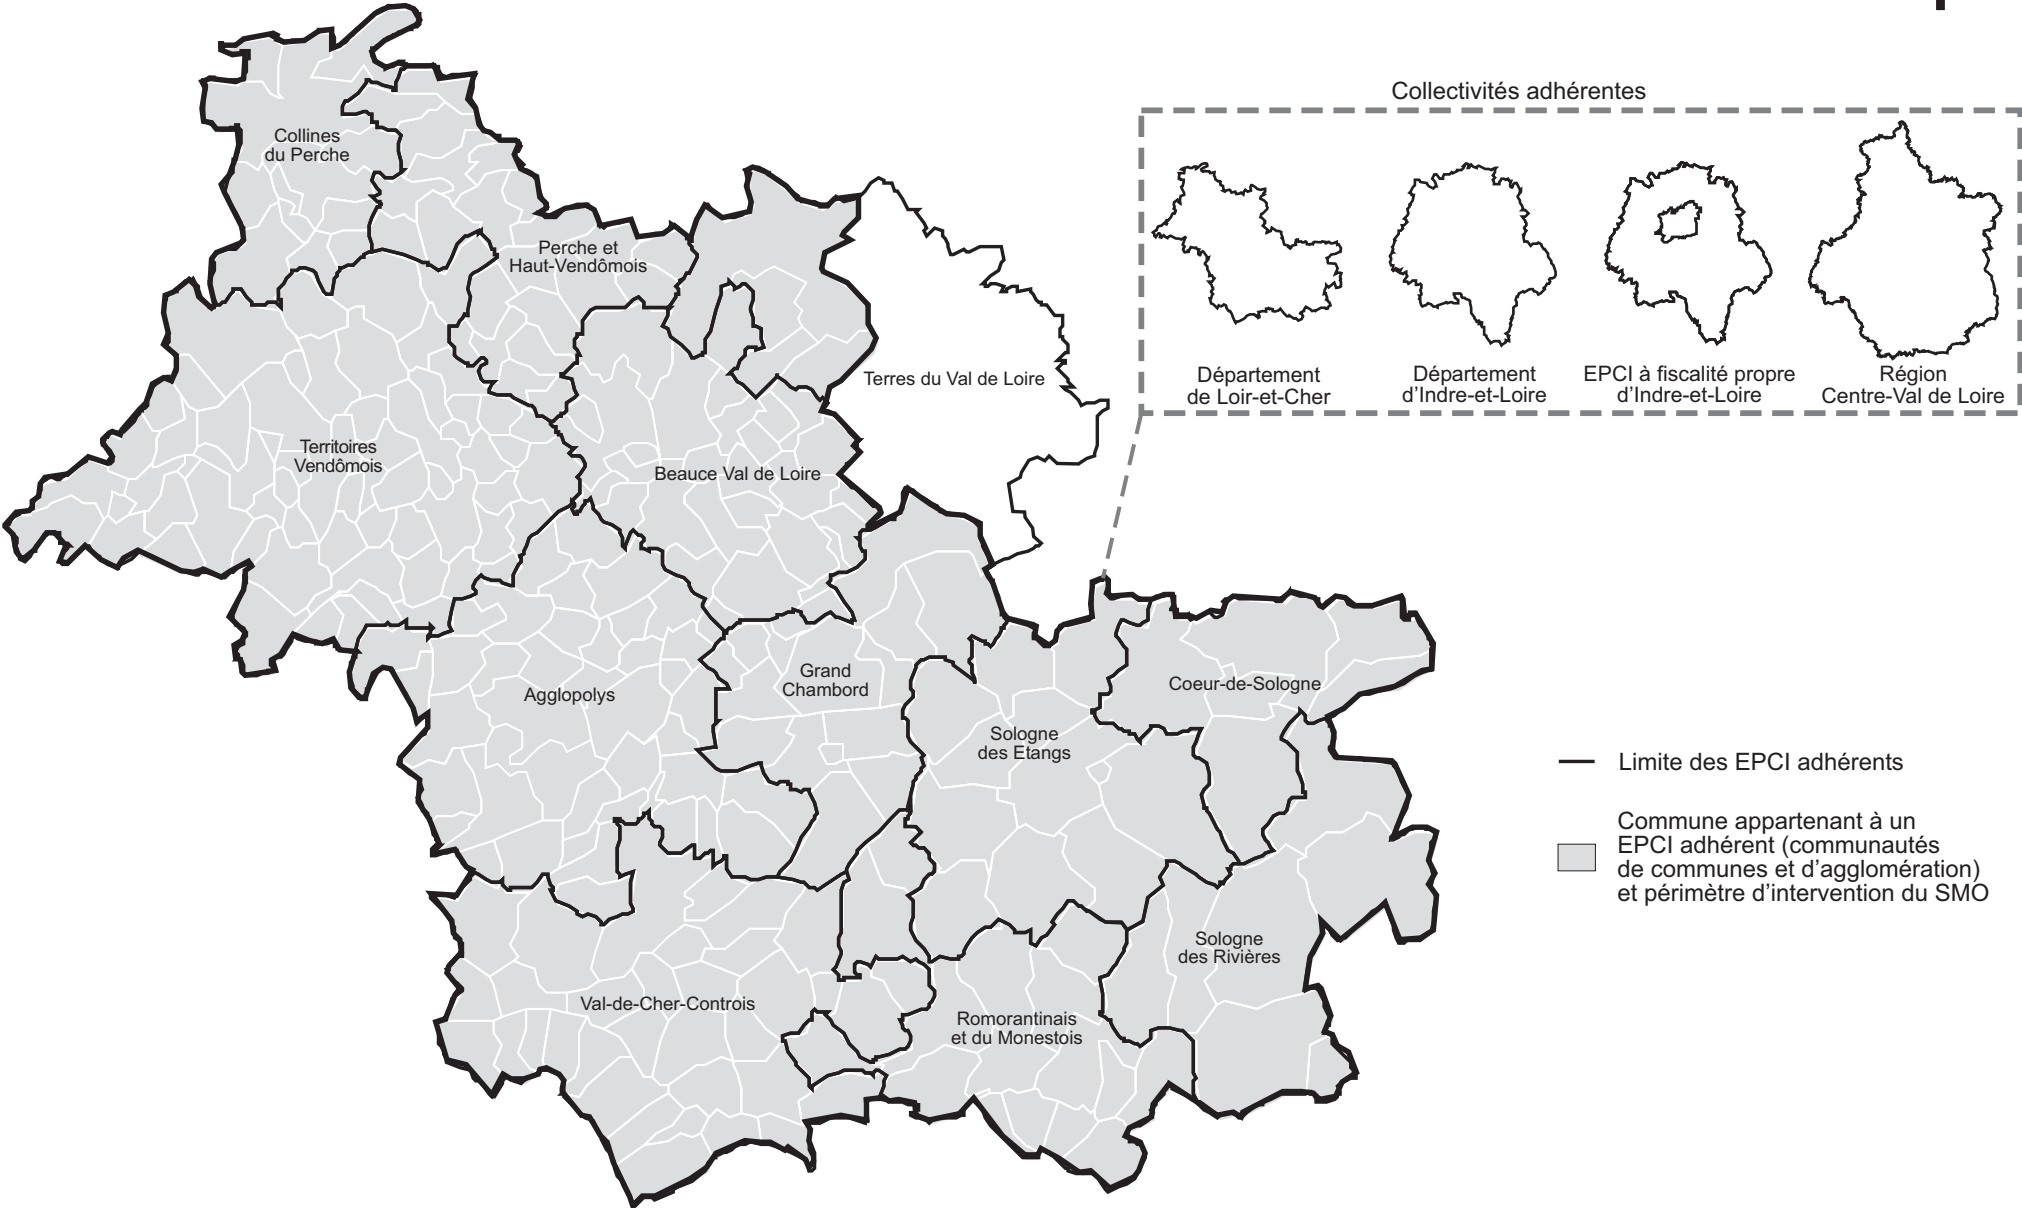 Collectivités adhérentes
Collines
du Perche
Perche et
Haut-Vendômois
Terres du Val de Loire
Département
de Loir-et-Cher
Département
d’Indre-et-Loire
EPCI à fiscalité propre
d’Indre-et-Loire
Région
Centre-Val de Loire
Territoires
Vendômois
Beauce Val de Loire
Agglopolys
Grand
Chambord
Coeur-de-Sologne
Sologne
des Etangs
Limite des EPCI adhérents
Commune appartenant à un
EPCI adhérent (communautés
de communes et d’agglomération)
et périmètre d’intervention du SMO
Sologne
des Rivières
Val-de-Cher-Controis
Romorantinais
et du Monestois